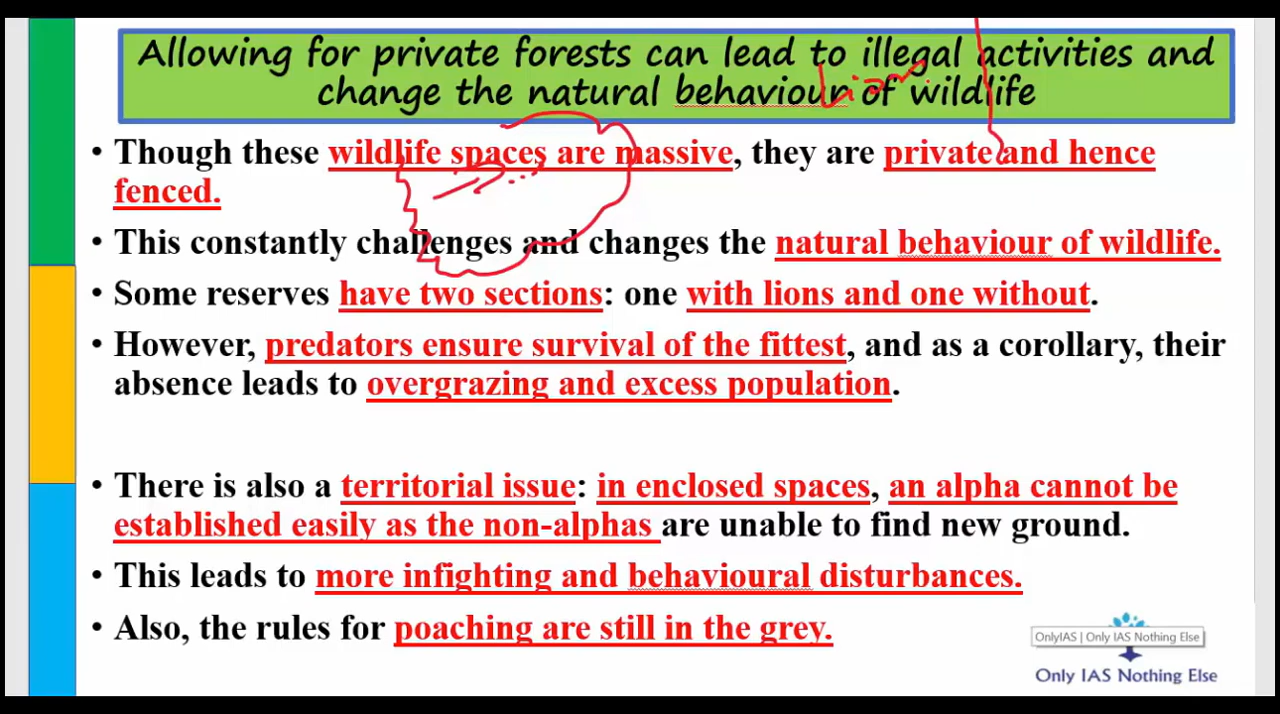 Allowing for private forests can lead to illegal activities and
change the natural behaviour of wildlife
• Though these wildlife spaces are massive, they are private and hence
fenced.
• This constantly challenges and changes the natural behaviour of wildlife.
• Some reserves have two sections: one with lions and one without.
• However, predators ensure survival of the fittest, and as a corollary, their
absence leads to overgrazing and excess population.
• There is also a territorial issue: in enclosed spaces, an alpha cannot be
established easily as the non-alphas are unable to find new ground.
• This leads to more infighting and behavioural disturbances.
• Also, the rules for poaching are still in the grey.
OnlyIAS | Only IAS Nothing Else
Only IAS Nothing Else